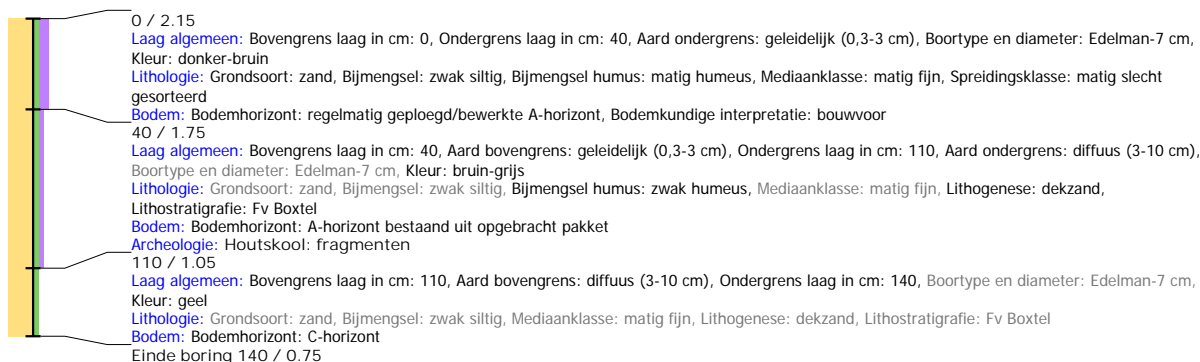 0 / 2.15
Laag algemeen: Bovengrens laag in cm: 0, Ondergrens laag in cm: 40, Aard ondergrens: geleidelijk (0,3-3 cm), Boortype en diameter: Edelman-7 cm,
Kleur: donker-bruin
Lithologie: Grondsoort: zand, Bijmengsel: zwak siltig, Bijmengsel humus: matig humeus, Mediaanklasse: matig fijn, Spreidingsklasse: matig slecht
gesorteerd
Bodem: Bodemhorizont: regelmatig geploegd/bewerkte A-horizont, Bodemkundige interpretatie: bouwvoor
40 / 1.75
Laag algemeen: Bovengrens laag in cm: 40, Aard bovengrens: geleidelijk (0,3-3 cm), Ondergrens laag in cm: 110, Aard ondergrens: diffuus (3-10 cm),
Boortype en diameter: Edelman-7 cm, Kleur: bruin-grijs
Lithologie: Grondsoort: zand, Bijmengsel: zwak siltig, Bijmengsel humus: zwak humeus, Mediaanklasse: matig fijn, Lithogenese: dekzand,
Lithostratigrafie: Fv Boxtel
Bodem: Bodemhorizont: A-horizont bestaand uit opgebracht pakket
Archeologie: Houtskool: fragmenten
110 / 1.05
Laag algemeen: Bovengrens laag in cm: 110, Aard bovengrens: diffuus (3-10 cm), Ondergrens laag in cm: 140, Boortype en diameter: Edelman-7 cm,
Kleur: geel
Lithologie: Grondsoort: zand, Bijmengsel: zwak siltig, Mediaanklasse: matig fijn, Lithogenese: dekzand, Lithostratigrafie: Fv Boxtel
Bodem: Bodemhorizont: C-horizont
Einde boring 140 / 0.75